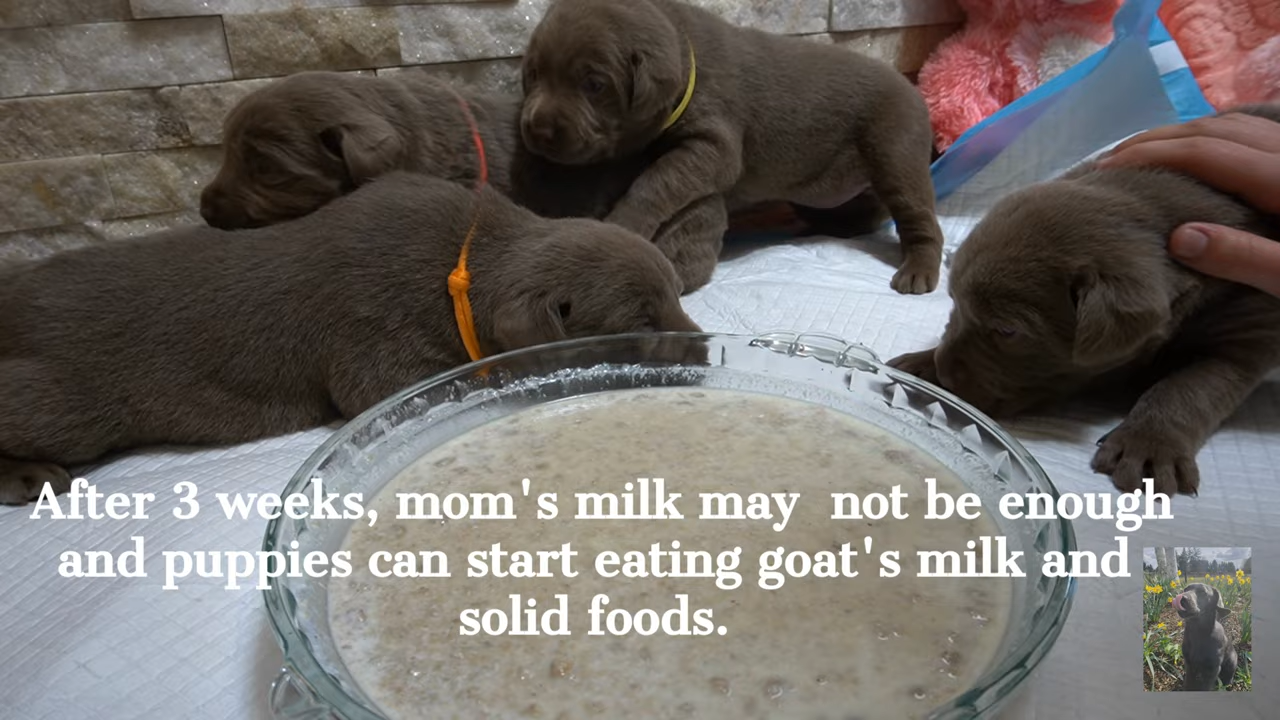 After 3 weeks, mom's milk may  not be enough
and puppies can start eating goat's milk and
solid foods.